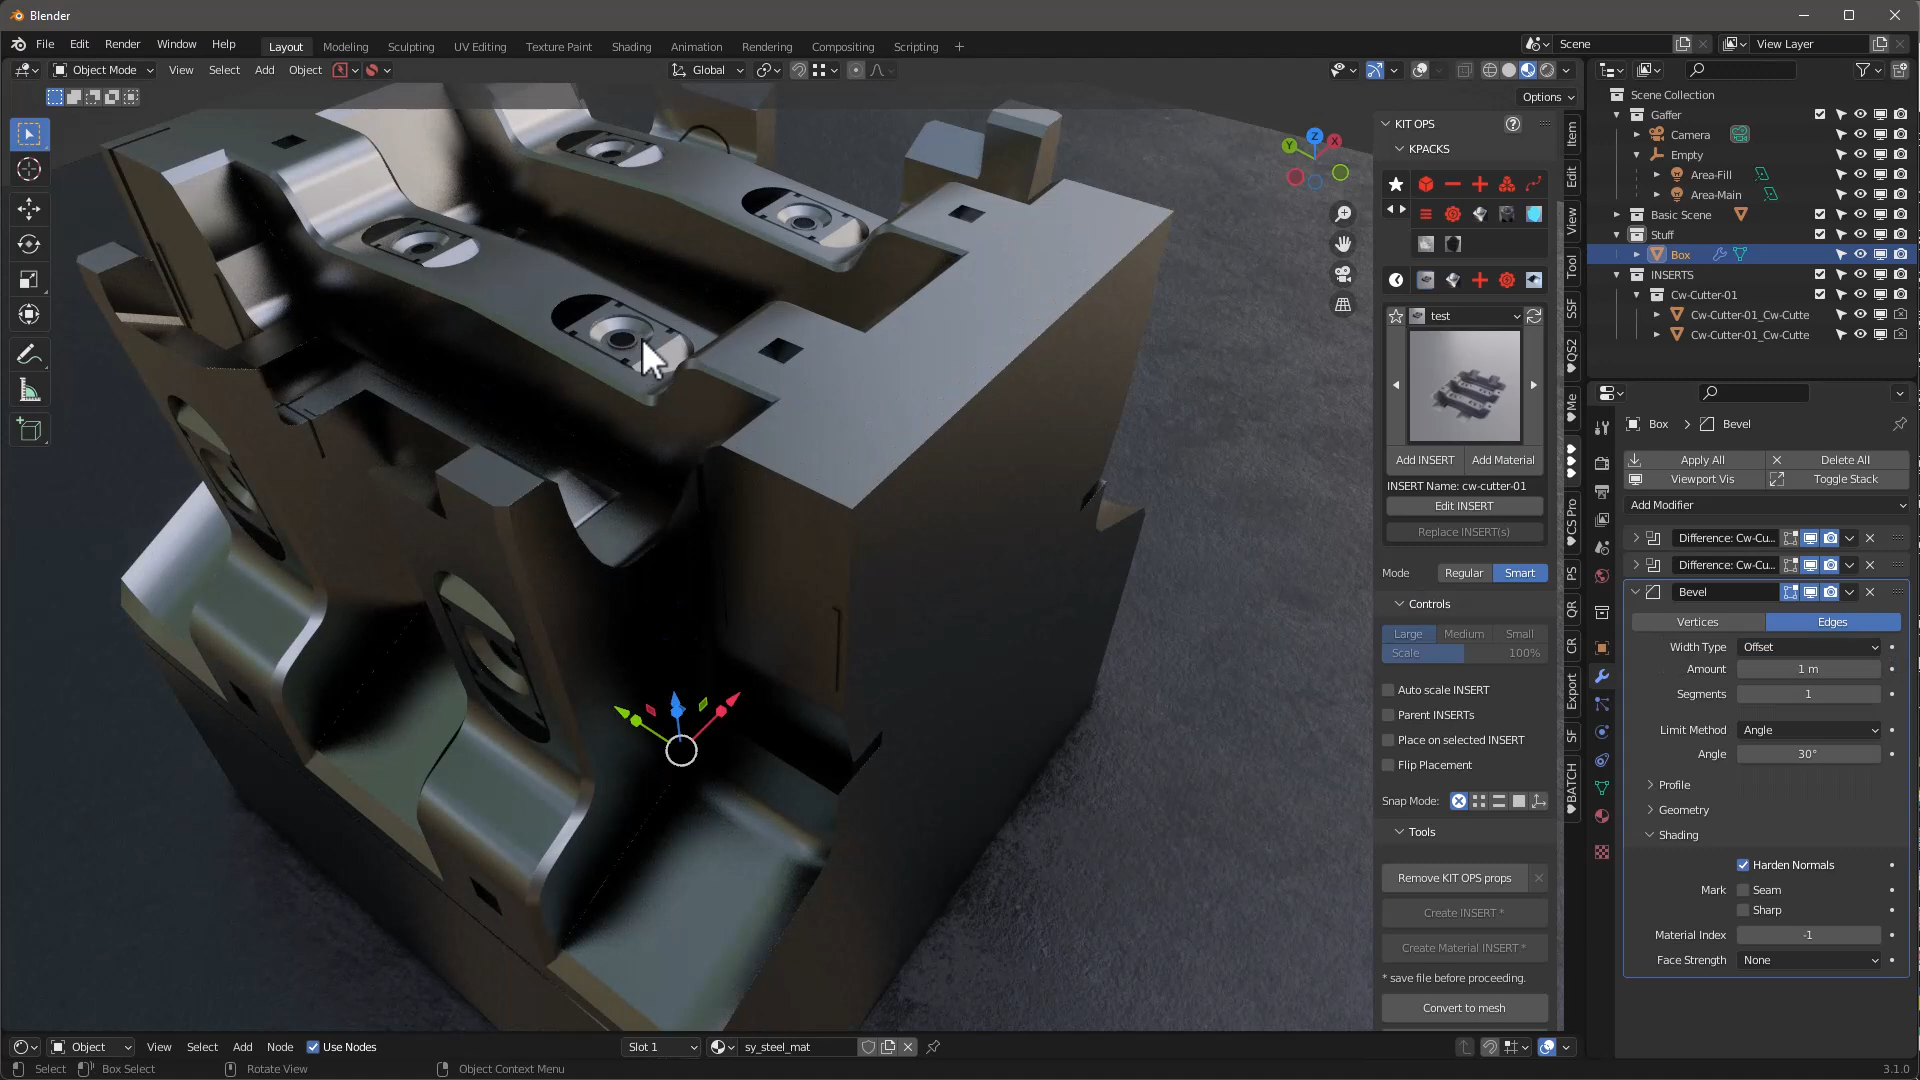 Blender
File Edit Render Window Help Layout Modeling Sculpting UV Editing Texture Paint Shading Animation Rendering Compositing Scripting +
Scene View Layer
Object Mode View Select Add Object Global
Options
Scene Collection
Gaffer
Camera
Empty
Area-Fill
Area-Main
Basic Scene
Stuff
Box
INSERTS
Cw-Cutter-01
Cw-Cutter-01_Cw-Cutte
Cw-Cutter-01_Cw-Cutte
Z
Y
X
KIT OPS
KPACKS
test
Add INSERT Add Material
INSERT Name: cw-cutter-01
Edit INSERT
Replace INSERT(s)
Mode Regular Smart
Controls
Large Medium Small
Scale 100%
Auto scale INSERT
Parent INSERTs
Place on selected INSERT
Flip Placement
Snap Mode:
Tools
Remove KIT OPS props
Create INSERT *
Create Material INSERT *
* save file before proceeding.
Convert to mesh
Item
Edit
View
Tool
SSF
QS2
Me
CS Pro
PS
QR
CR
Export
SF
BATCH
Box > Bevel
Apply All Delete All
Viewport Vis Toggle Stack
Add Modifier
Difference: Cw-Cu...
Difference: Cw-Cu...
Bevel
Vertices Edges
Width Type Offset
Amount 1 m
Segments 1
Limit Method Angle
Angle 30°
Profile
Geometry
Shading
Harden Normals
Mark Seam
Sharp
Material Index -1
Face Strength None
Object View Select Add Node Use Nodes Slot 1 sy_steel_mat
Select Box Select Rotate View Object Context Menu 3.1.0